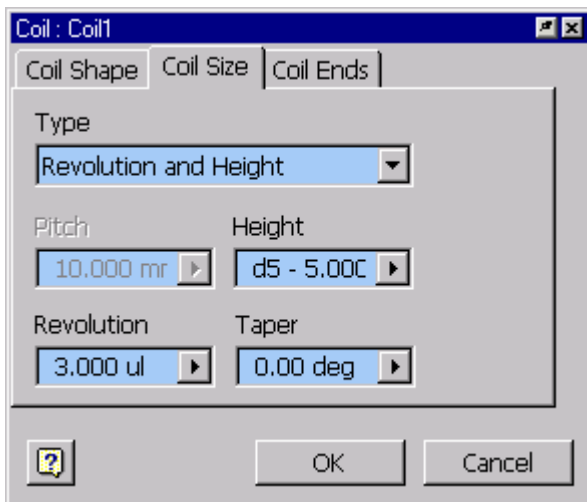 Coil : Coil1
Coil Shape Coil Size Coil Ends
Type
Revolution and Height
Pitch Height
10.000 mr d5 - 5.000
Revolution Taper
3.000 ul 0.00 deg
? OK Cancel